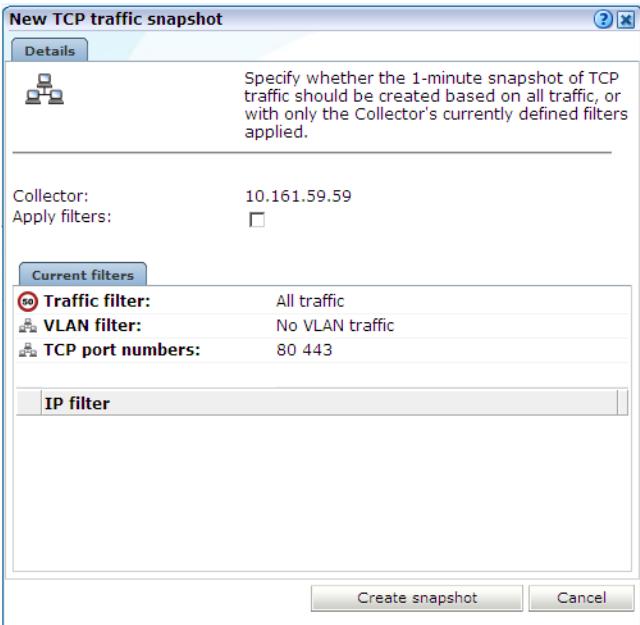 New TCP traffic snapshot
?
Details
Specify whether the 1-minute snapshot of TCP
traffic should be created based on all traffic, or
with only the Collector's currently defined filters
applied.
Collector: 10.161.59.59
Apply filters:
Current filters
50 Traffic filter: All traffic
VLAN filter: No VLAN traffic
TCP port numbers: 80 443
IP filter
Create snapshot Cancel